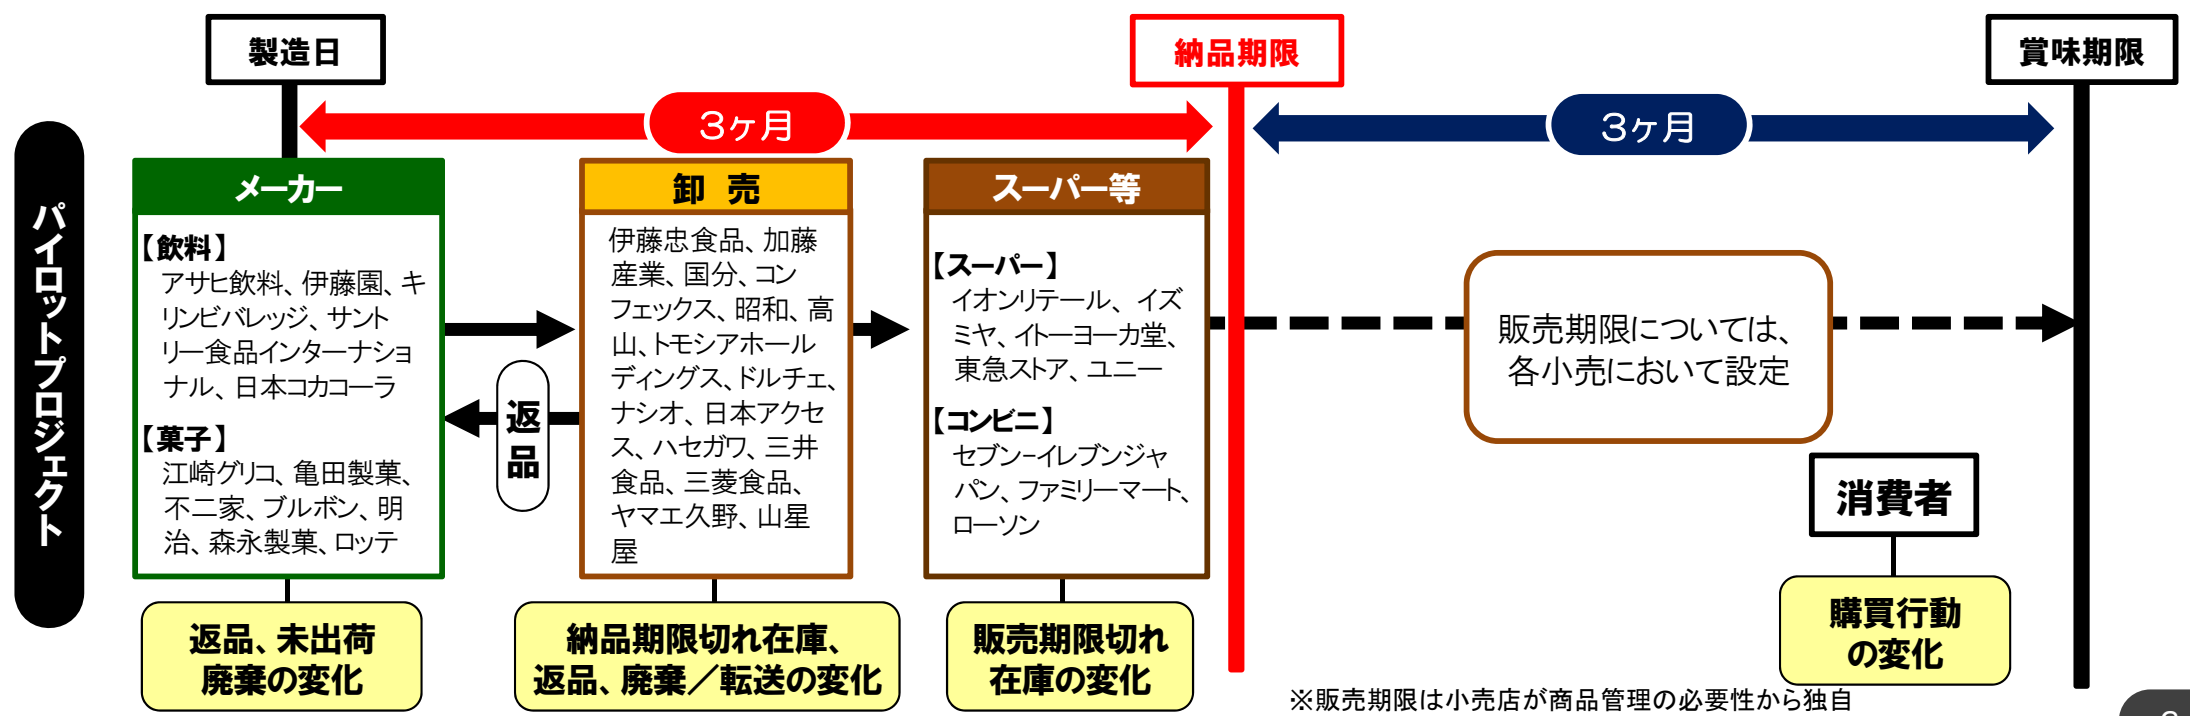 製造日
納品期限
賞味期限
3ヶ月
3ヶ月
パイロットプロジェクト
メーカー
【飲料】
アサヒ飲料、伊藤園、キ
リンビバレッジ、サント
リー食品インターナショ
ナル、日本コカコーラ
【菓子】
江崎グリコ、亀田製菓、
不二家、ブルボン、明
治、森永製菓、ロッテ
返品
卸 売
伊藤忠食品、加藤
産業、国分、コン
フェックス、昭和、高
山、トモシアホール
ディングス、ドルチェ、
ナシオ、日本アクセ
ス、ハセガワ、三井
食品、三菱食品、
ヤマエ久野、山星
屋
スーパー等
【スーパー】
イオンリテール、イズ
ミヤ、イトーヨーカ堂、
東急ストア、ユニー
【コンビニ】
セブン-イレブンジャ
パン、ファミリーマート、
ローソン
販売期限については、
各小売において設定
消費者
返品、未出荷
廃棄の変化
納品期限切れ在庫、
返品、廃棄／転送の変化
販売期限切れ
在庫の変化
購買行動
の変化
※販売期限は小売店が商品管理の必要性から独自